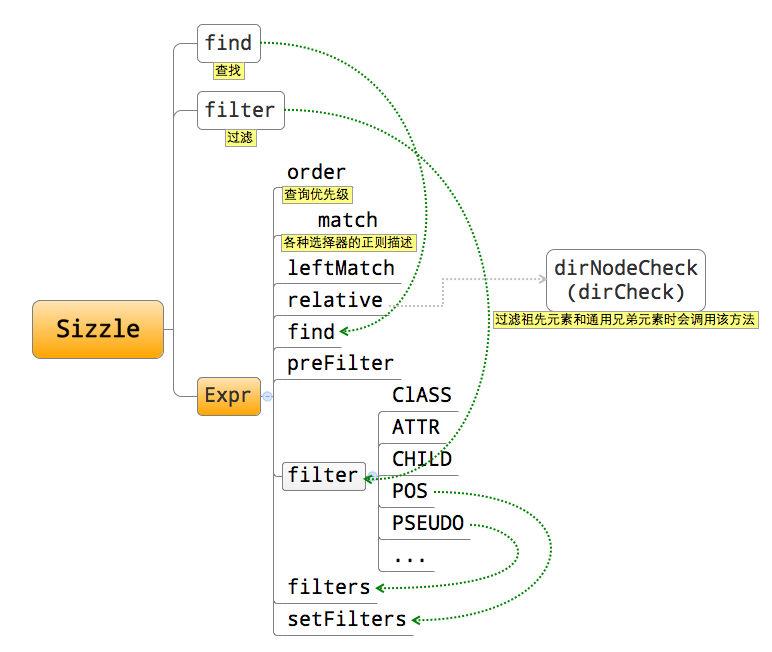 find
查找
filter
过滤
order
查询优先级
match
各种选择器的正则描述
leftMatch
dirNodeCheck
(dirCheck)
relative
过滤祖先元素和通用兄弟元素时会调用该方法
Sizzle
find
preFilter
Expr
ClASS
ATTR
CHILD
filter
POS
PSEUDO
...
filters
setFilters